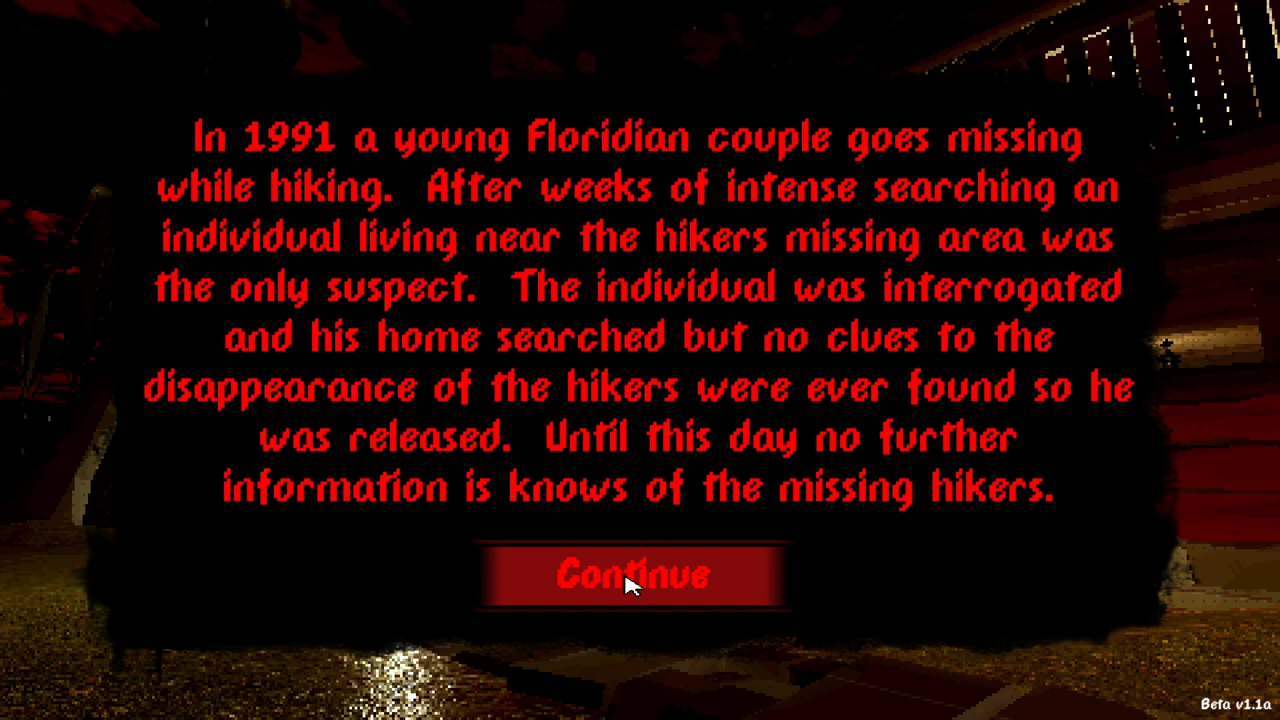 In 1991 a young Floridian couple goes missing
while hiking.  After weeks of intense searching an
individual living near the hikers missing area was
the only suspect.  The individual was interrogated
and his home searched but no clues to the
disappearance of the hikers were ever found so he
was released.  Until this day no further
information is knows of the missing hikers.
Continue
Beta v1.1a